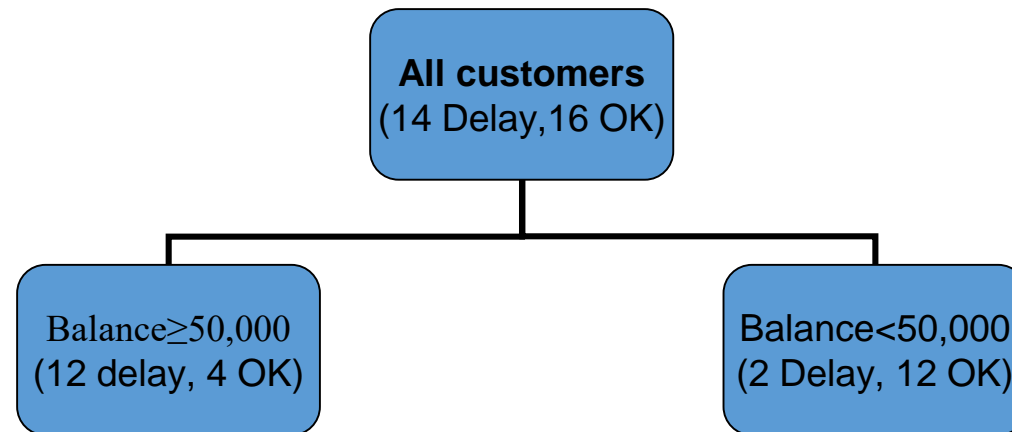 All customers
(14 Delay,16 OK)
Balance≥50,000
(12 delay, 4 OK)
Balance<50,000
(2 Delay, 12 OK)